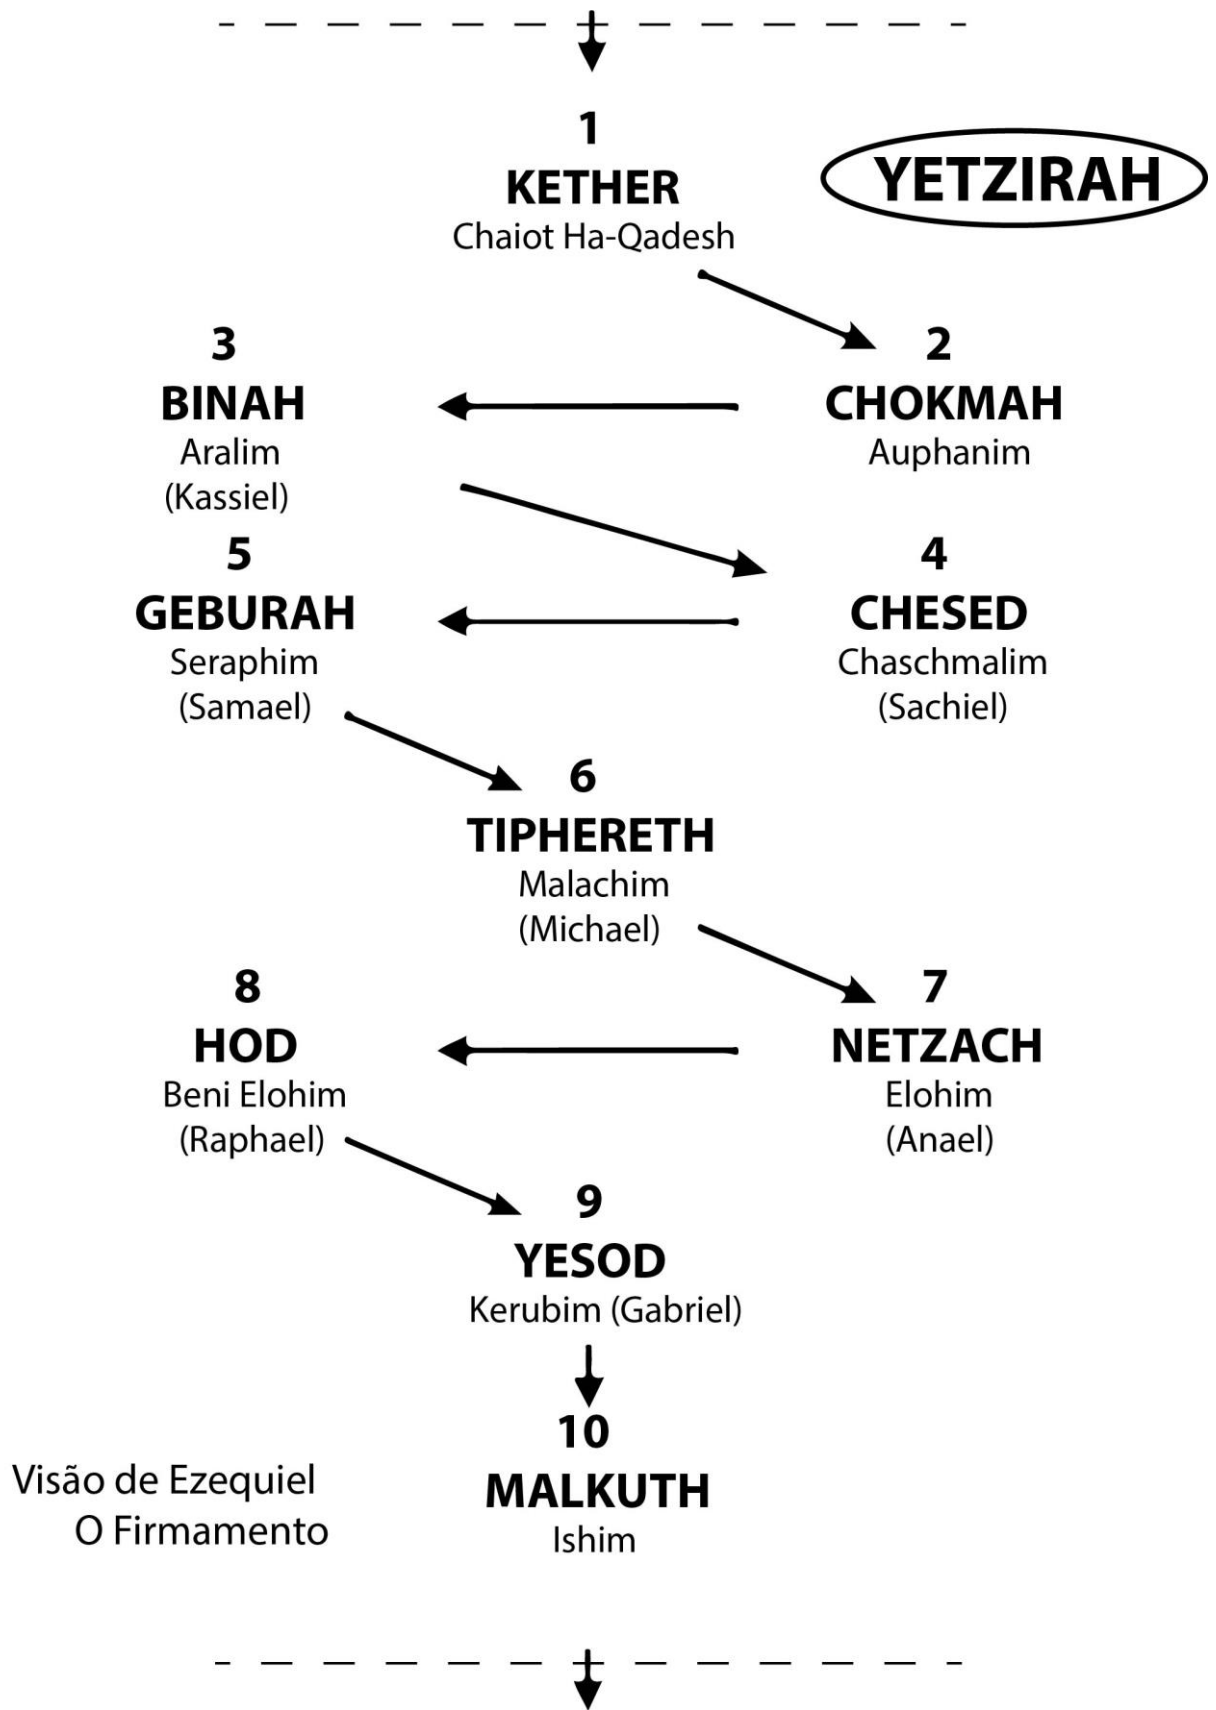 1
KETHER
Chaiot Ha-Qadesh
YETZIRAH
3
BINAH
Aralim
(Kassiel)
2
CHOKMAH
Auphanim
5
GEBURAH
Seraphim
(Samael)
4
CHESED
Chaschmalim
(Sachiel)
6
TIPHERETH
Malachim
(Michael)
8
HOD
Beni Elohim
(Raphael)
7
NETZACH
Elohim
(Anael)
9
YESOD
Kerubim (Gabriel)
10
MALKUTH
Ishim
Visão de Ezequiel
O Firmamento